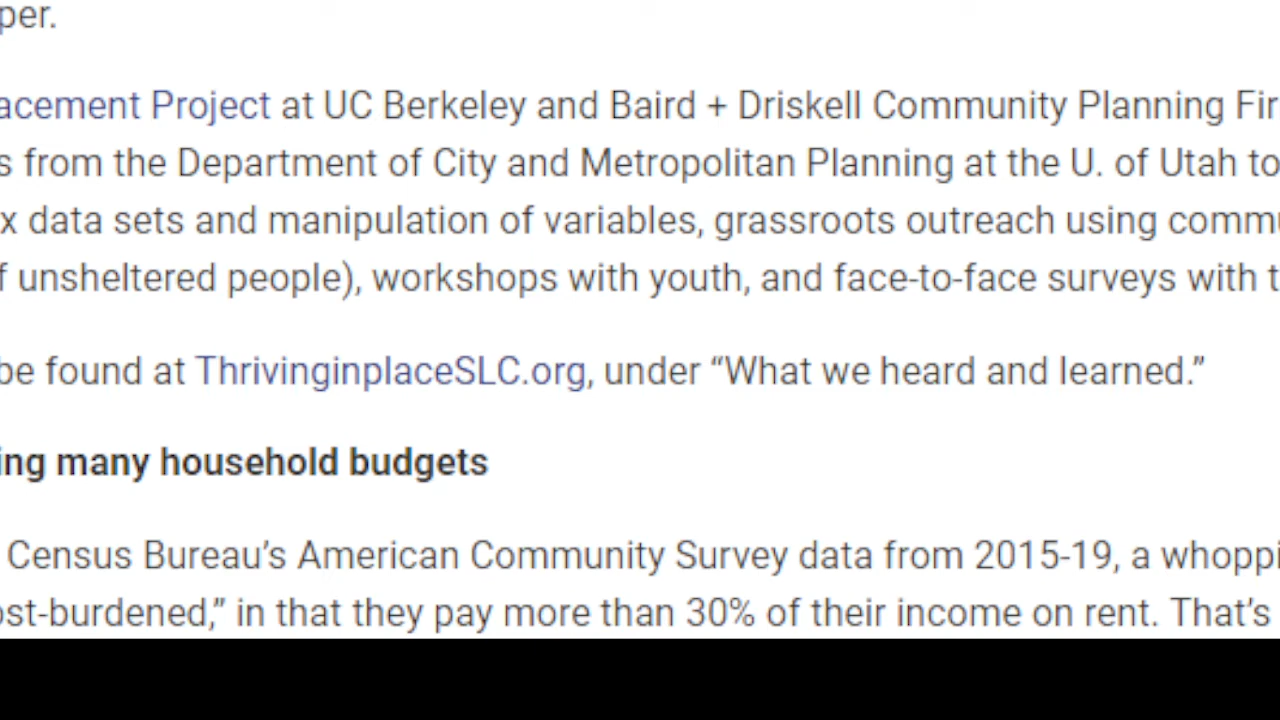 per.
acement Project at UC Berkeley and Baird + Driskell Community Planning Fir
s from the Department of City and Metropolitan Planning at the U. of Utah to
x data sets and manipulation of variables, grassroots outreach using commu
f unsheltered people), workshops with youth, and face-to-face surveys with t
be found at ThrivinginplaceSLC.org, under “What we heard and learned.”
ing many household budgets
Census Bureau’s American Community Survey data from 2015-19, a whoppi
ost-burdened,” in that they pay more than 30% of their income on rent. That’s